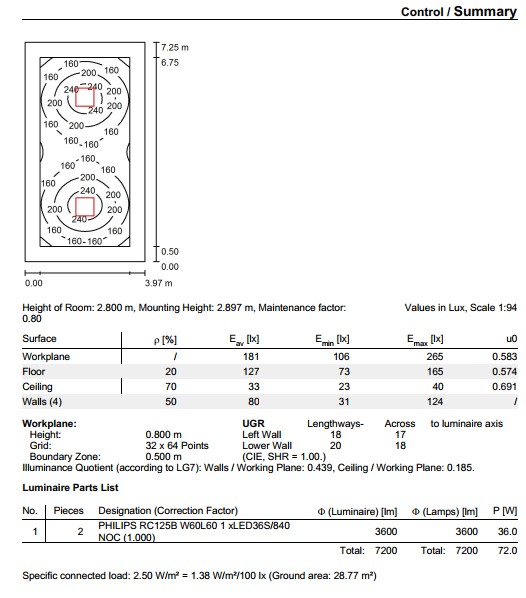 Control / Summary
7.25 m
6.75
160
200
160
160
240 240
200
200
200
240
160 200
160
160 160
160 160
200
160
160
240
200
200
200
240
160
160
160-160
0.50
0.00
0.00 3.97 m
Height of Room: 2.800 m, Mounting Height: 2.897 m, Maintenance factor: Values in Lux, Scale 1:94
0.80
Surface ρ [%] Eav [lx] Emin [lx] Emax [lx] u0
Workplane / 181 106 265 0.583
Floor 20 127 73 165 0.574
Ceiling 70 33 23 40 0.691
Walls (4) 50 80 31 124 /
Workplane: UGR Lengthways- Across to luminaire axis
Height: 0.800 m Left Wall 18 17
Grid: 32 x 64 Points Lower Wall 20 18
Boundary Zone: 0.500 m (CIE, SHR = 1.00.)
Illuminance Quotient (according to LG7): Walls / Working Plane: 0.439, Ceiling / Working Plane: 0.185.
Luminaire Parts List
No. Pieces Designation (Correction Factor) Φ (Luminaire) [lm] Φ (Lamps) [lm] P [W]
1 2 PHILIPS RC125B W60L60 1 xLED36S/840 3600 3600 36.0
NOC (1.000)
Total: 7200 Total: 7200 72.0
Specific connected load: 2.50 W/m² = 1.38 W/m²/100 lx (Ground area: 28.77 m²)